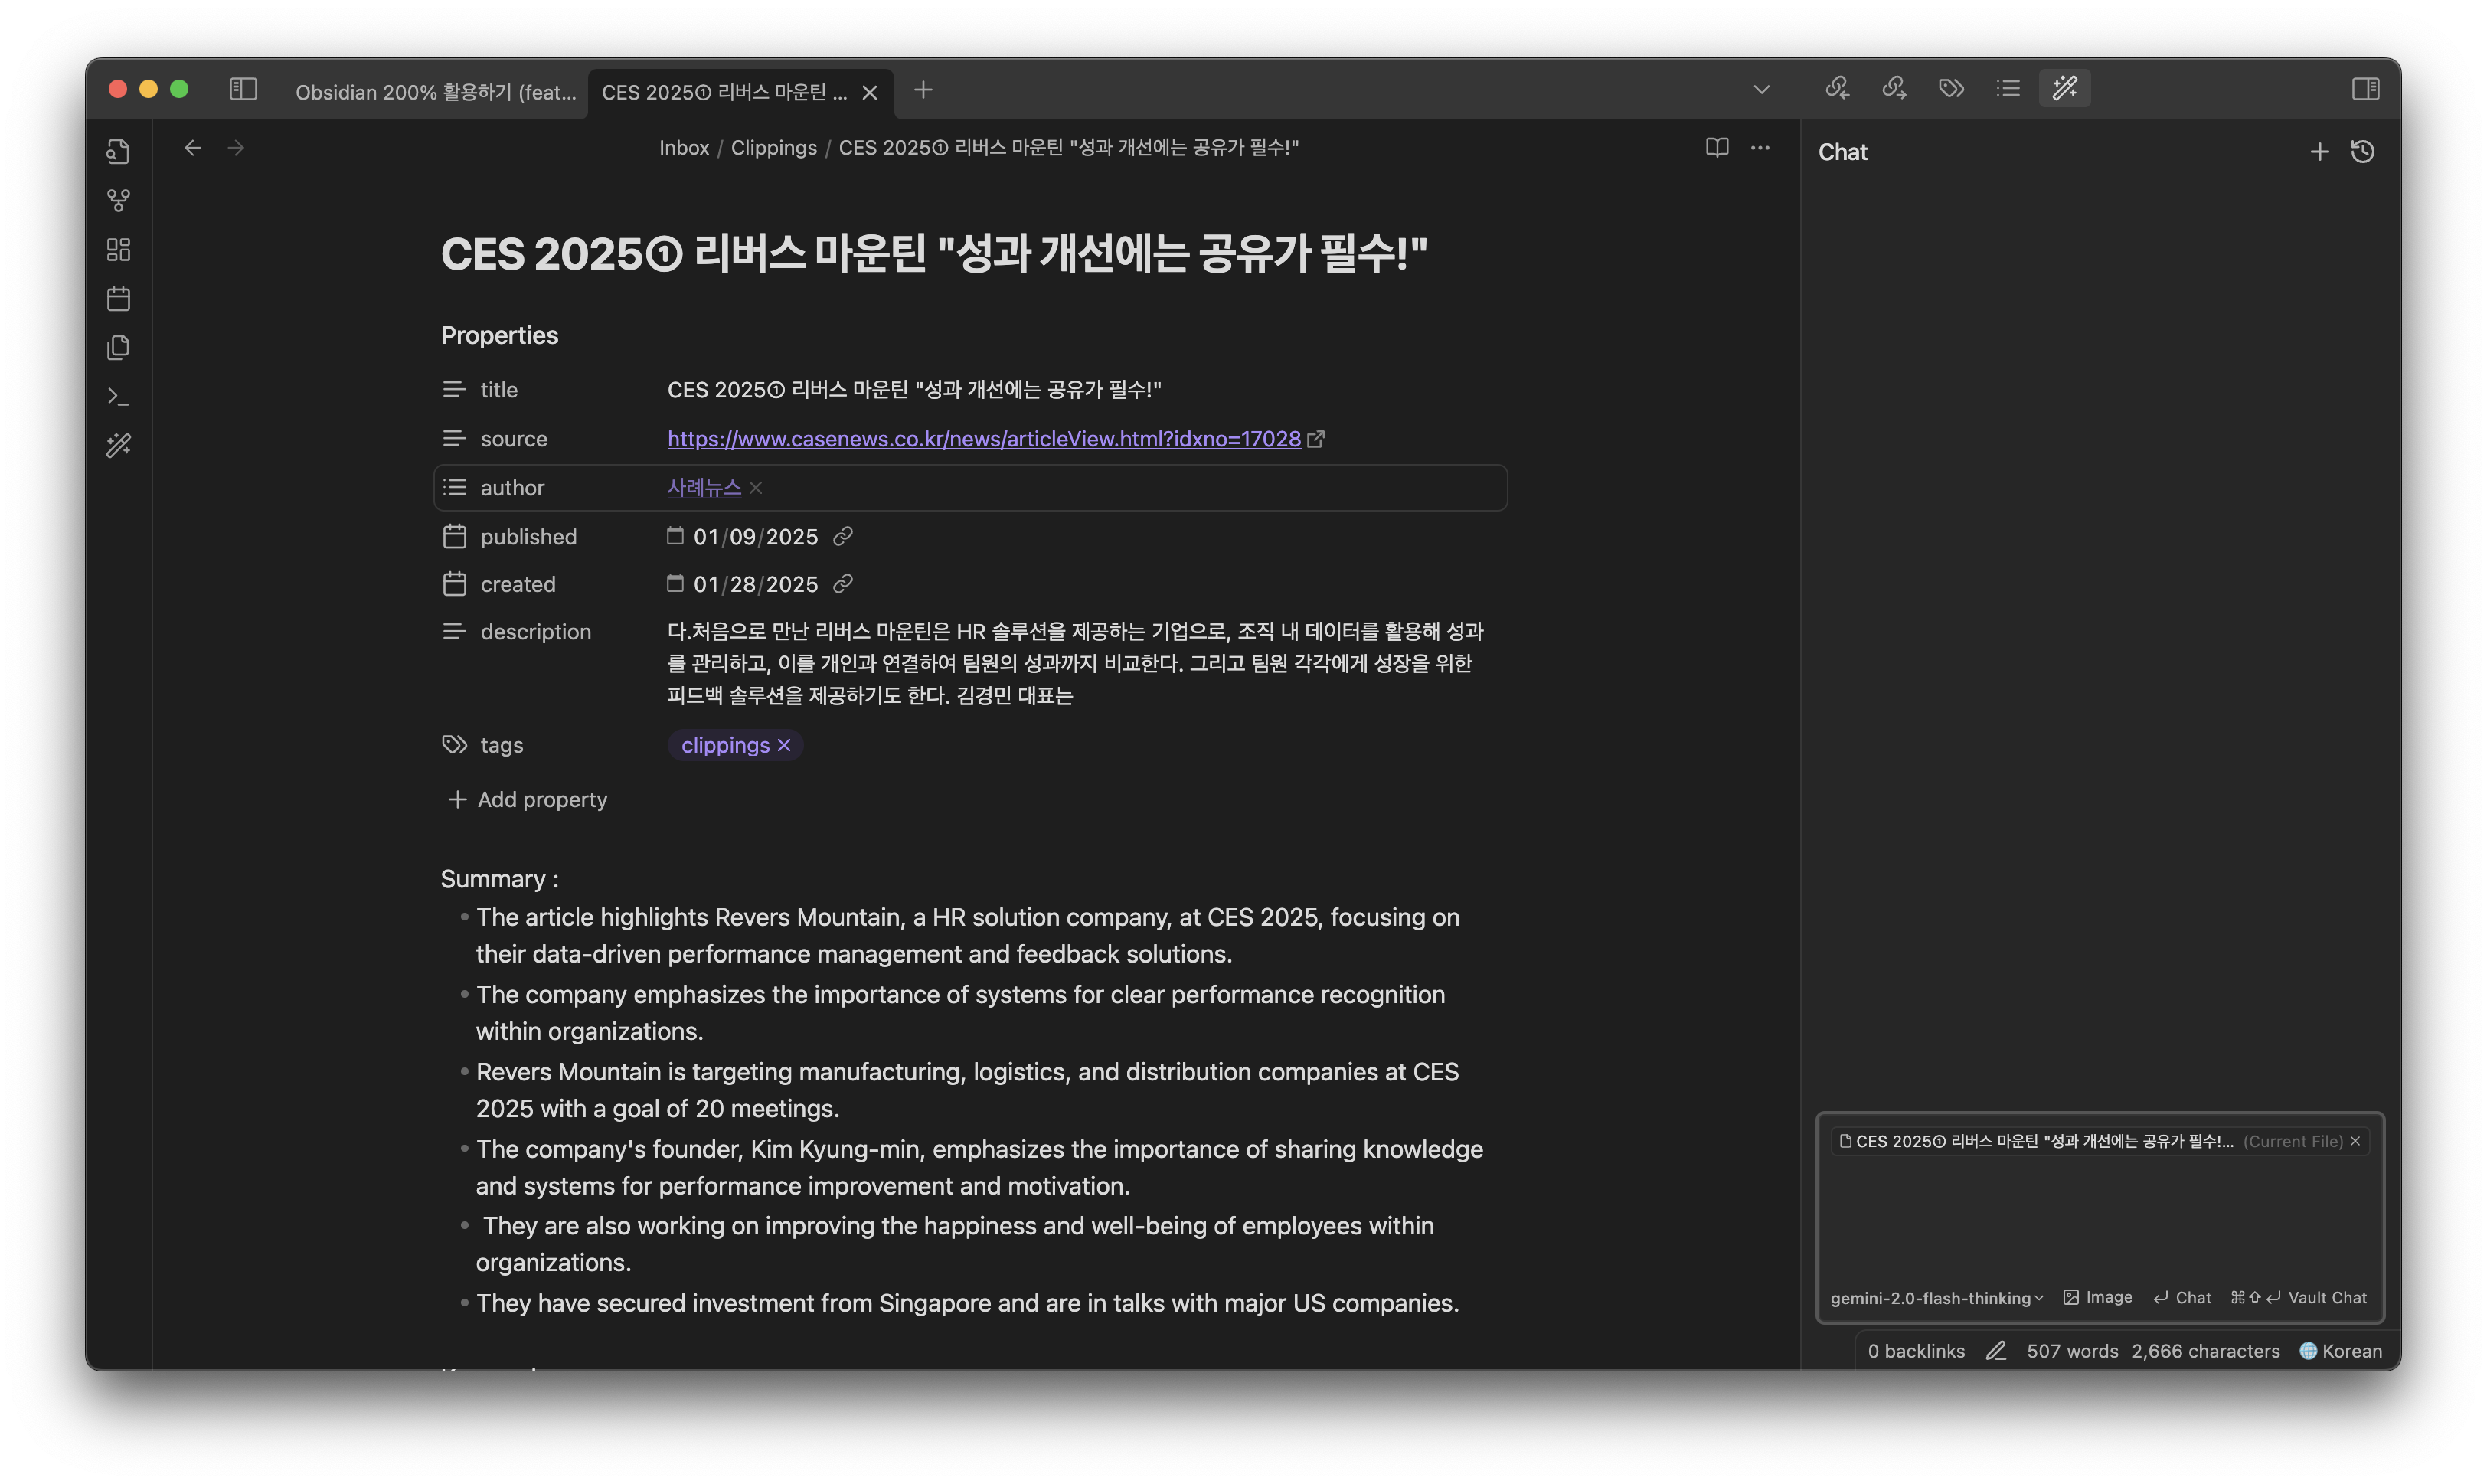 Obsidian 200% 활용하기 (feat...
CES 2025① 리버스 마운틴 ...
Inbox / Clippings / CES 2025① 리버스 마운틴 "성과 개선에는 공유가 필수!"
CES 2025① 리버스 마운틴 "성과 개선에는 공유가 필수!"
Properties
title CES 2025① 리버스 마운틴 "성과 개선에는 공유가 필수!"
source https://www.casenews.co.kr/news/articleView.html?idxno=17028
author 사례뉴스
published 01/09/2025
created 01/28/2025
description 다.처음으로 만난 리버스 마운틴은 HR 솔루션을 제공하는 기업으로, 조직 내 데이터를 활용해 성과
를 관리하고, 이를 개인과 연결하여 팀원의 성과까지 비교한다. 그리고 팀원 각각에게 성장을 위한
피드백 솔루션을 제공하기도 한다. 김경민 대표는
tags clippings
Add property
Summary :
The article highlights Revers Mountain, a HR solution company, at CES 2025, focusing on
their data-driven performance management and feedback solutions.
The company emphasizes the importance of systems for clear performance recognition
within organizations.
Revers Mountain is targeting manufacturing, logistics, and distribution companies at CES
2025 with a goal of 20 meetings.
The company's founder, Kim Kyung-min, emphasizes the importance of sharing knowledge
and systems for performance improvement and motivation.
They are also working on improving the happiness and well-being of employees within
organizations.
They have secured investment from Singapore and are in talks with major US companies.
Chat
CES 2025① 리버스 마운틴 "성과 개선에는 공유가 필수!... (Current File)
gemini-2.0-flash-thinking Image Chat ⌘⇧ Vault Chat
0 backlinks 507 words 2,666 characters Korean